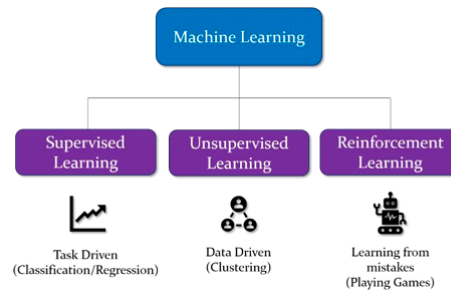 Machine Learning
Supervised
Learning
Unsupervised
Learning
Reinforcement
Learning
Task Driven
(Classification/Regression)
Data Driven
(Clustering)
Learning from
mistakes
(Playing Games)